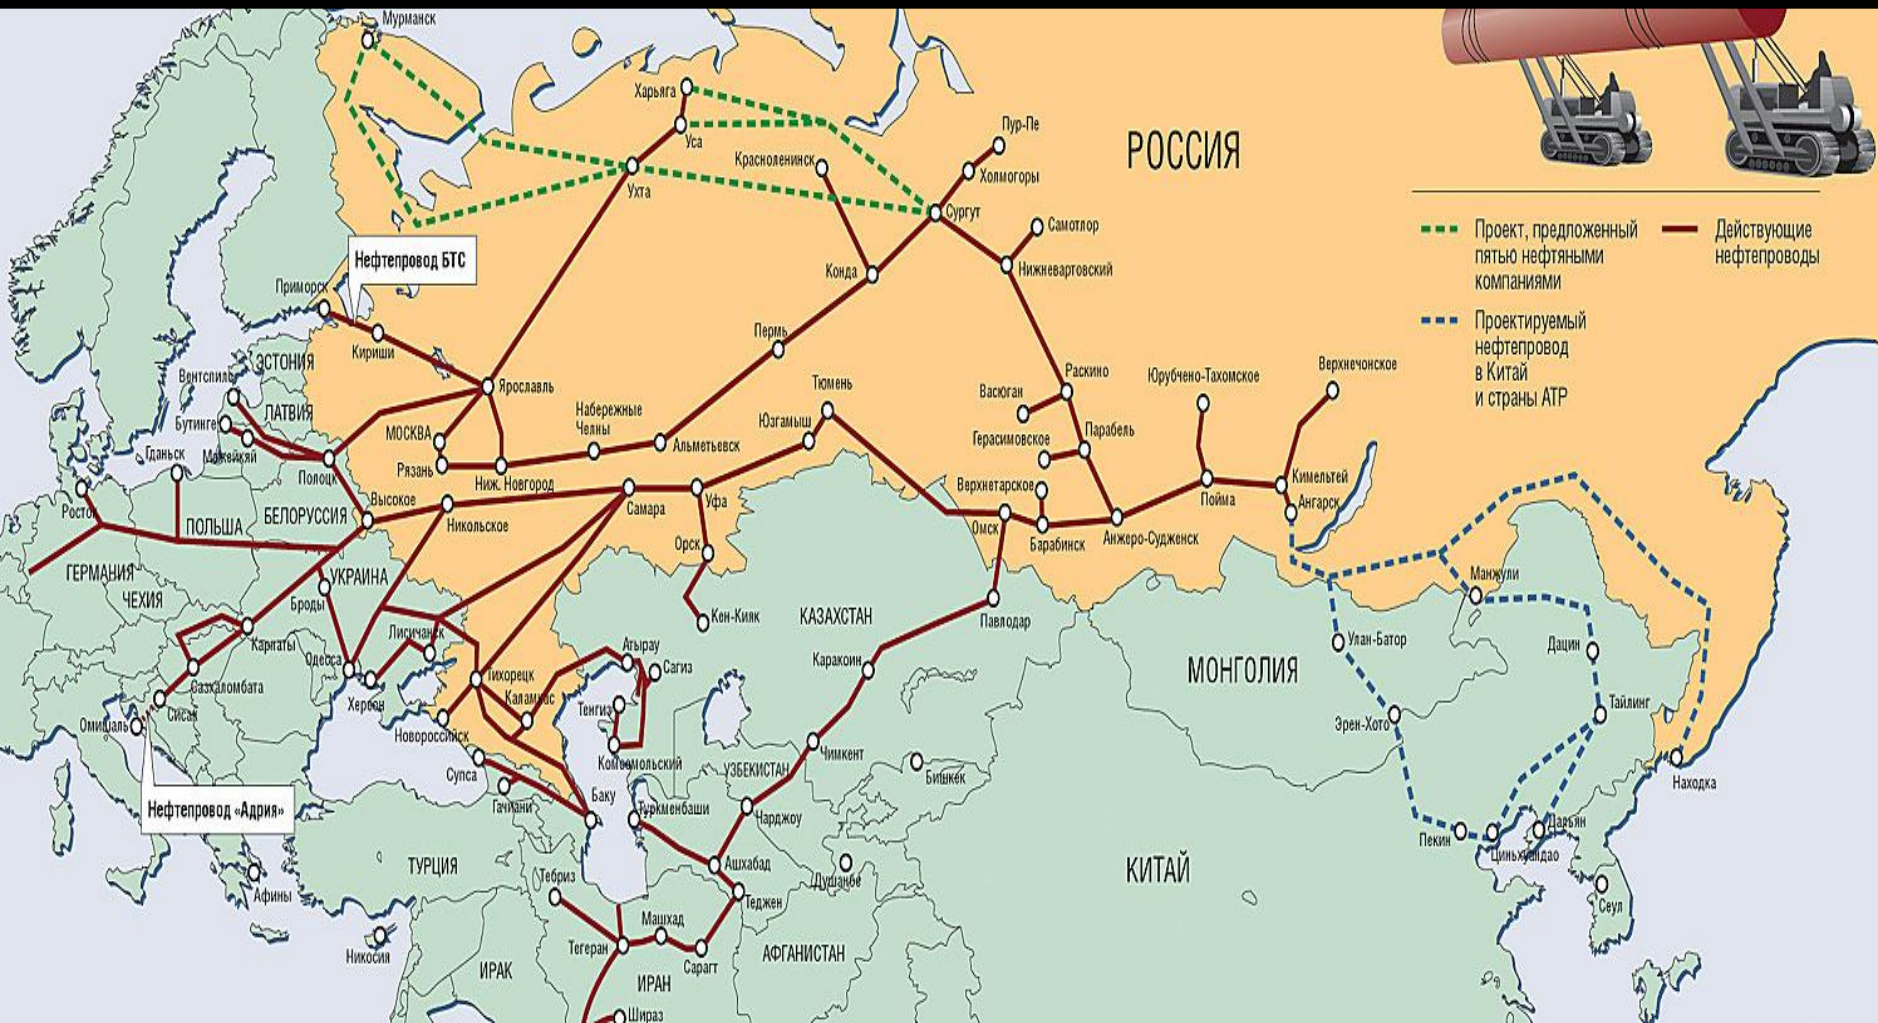 Мурманск
Харьяга
Уса
Ухта
Красноленинск
Пур-Пе
Холмогоры
Сургут
РОССИЯ
Самотлор
Нижневартовский
Конда
Проект, предложенный
пятью нефтяными
компаниями
Действующие
нефтепроводы
Проектируемый
нефтепровод
в Китай
и страны АТР
Нефтепровод БТС
Приморск
Кириши
Пермь
ЭСТОНИЯ
Вентспилс
Ярославль
ЛАТВИЯ
Бутинге
Мажейкяй
Гданьск
МОСКВА
Рязань
Набережные
Челны
Альметьевск
Тюмень
Юзгамыш
Васюган
Раскино
Герасимовское
Парабель
Юрубчено-Тахомское
Верхнечонское
Полоцк
Ниж. Новгород
Верхнетарское
Пойма
Кимельтей
Ангарск
Росток
ПОЛЬША
БЕЛОРУССИЯ
Высокое
Никольское
Самара
Уфа
Орск
Омск
Барабинск
Анжеро-Судженск
ГЕРМАНИЯ
ЧЕХИЯ
УКРАИНА
Броды
Лисичанск
Кен-Кияк
КАЗАХСТАН
Павлодар
Манжули
Улан-Батор
Дацин
МОНГОЛИЯ
Каргаты
Одесса
Херсон
Тихорецк
Каламкас
Атырау
Сагиз
Тенгиз
Каракоин
Сазхаломбата
Сисак
Омишаль
Новороссийск
Комсомольский
Чимкент
Эрен-Хото
Тайлинг
Супса
Гачиани
Баку
УЗБЕКИСТАН
Бишкек
Находка
Нефтепровод «Адрия»
Туркменбаши
Чарджоу
Пекин
Циньхуандао
Дальян
ТУРЦИЯ
Тебриз
Ашхабад
Душанбе
КИТАЙ
Афины
Теджен
Сеул
Никосия
Тегеран
Машхад
Сарагт
АФГАНИСТАН
ИРАК
ИРАН
Шираз